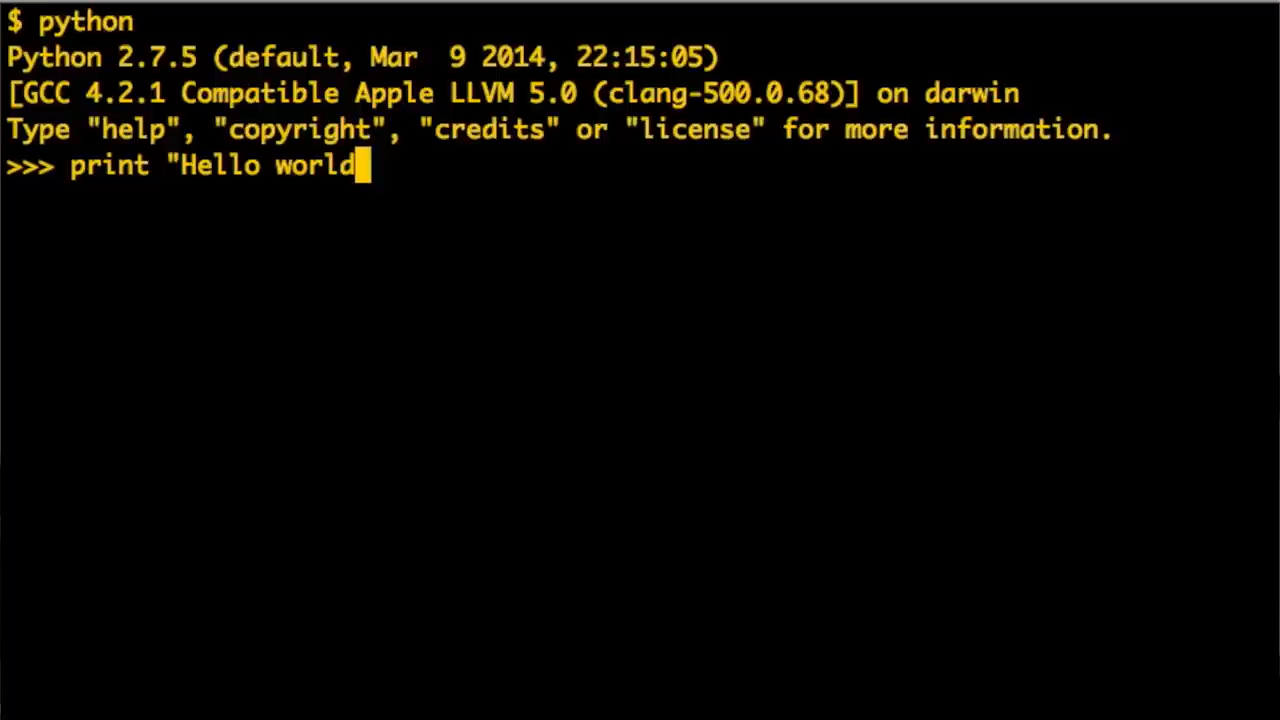 $ python
Python 2.7.5 (default, Mar  9 2014, 22:15:05)
[GCC 4.2.1 Compatible Apple LLVM 5.0 (clang-500.0.68)] on darwin
Type "help", "copyright", "credits" or "license" for more information.
>>> print "Hello world